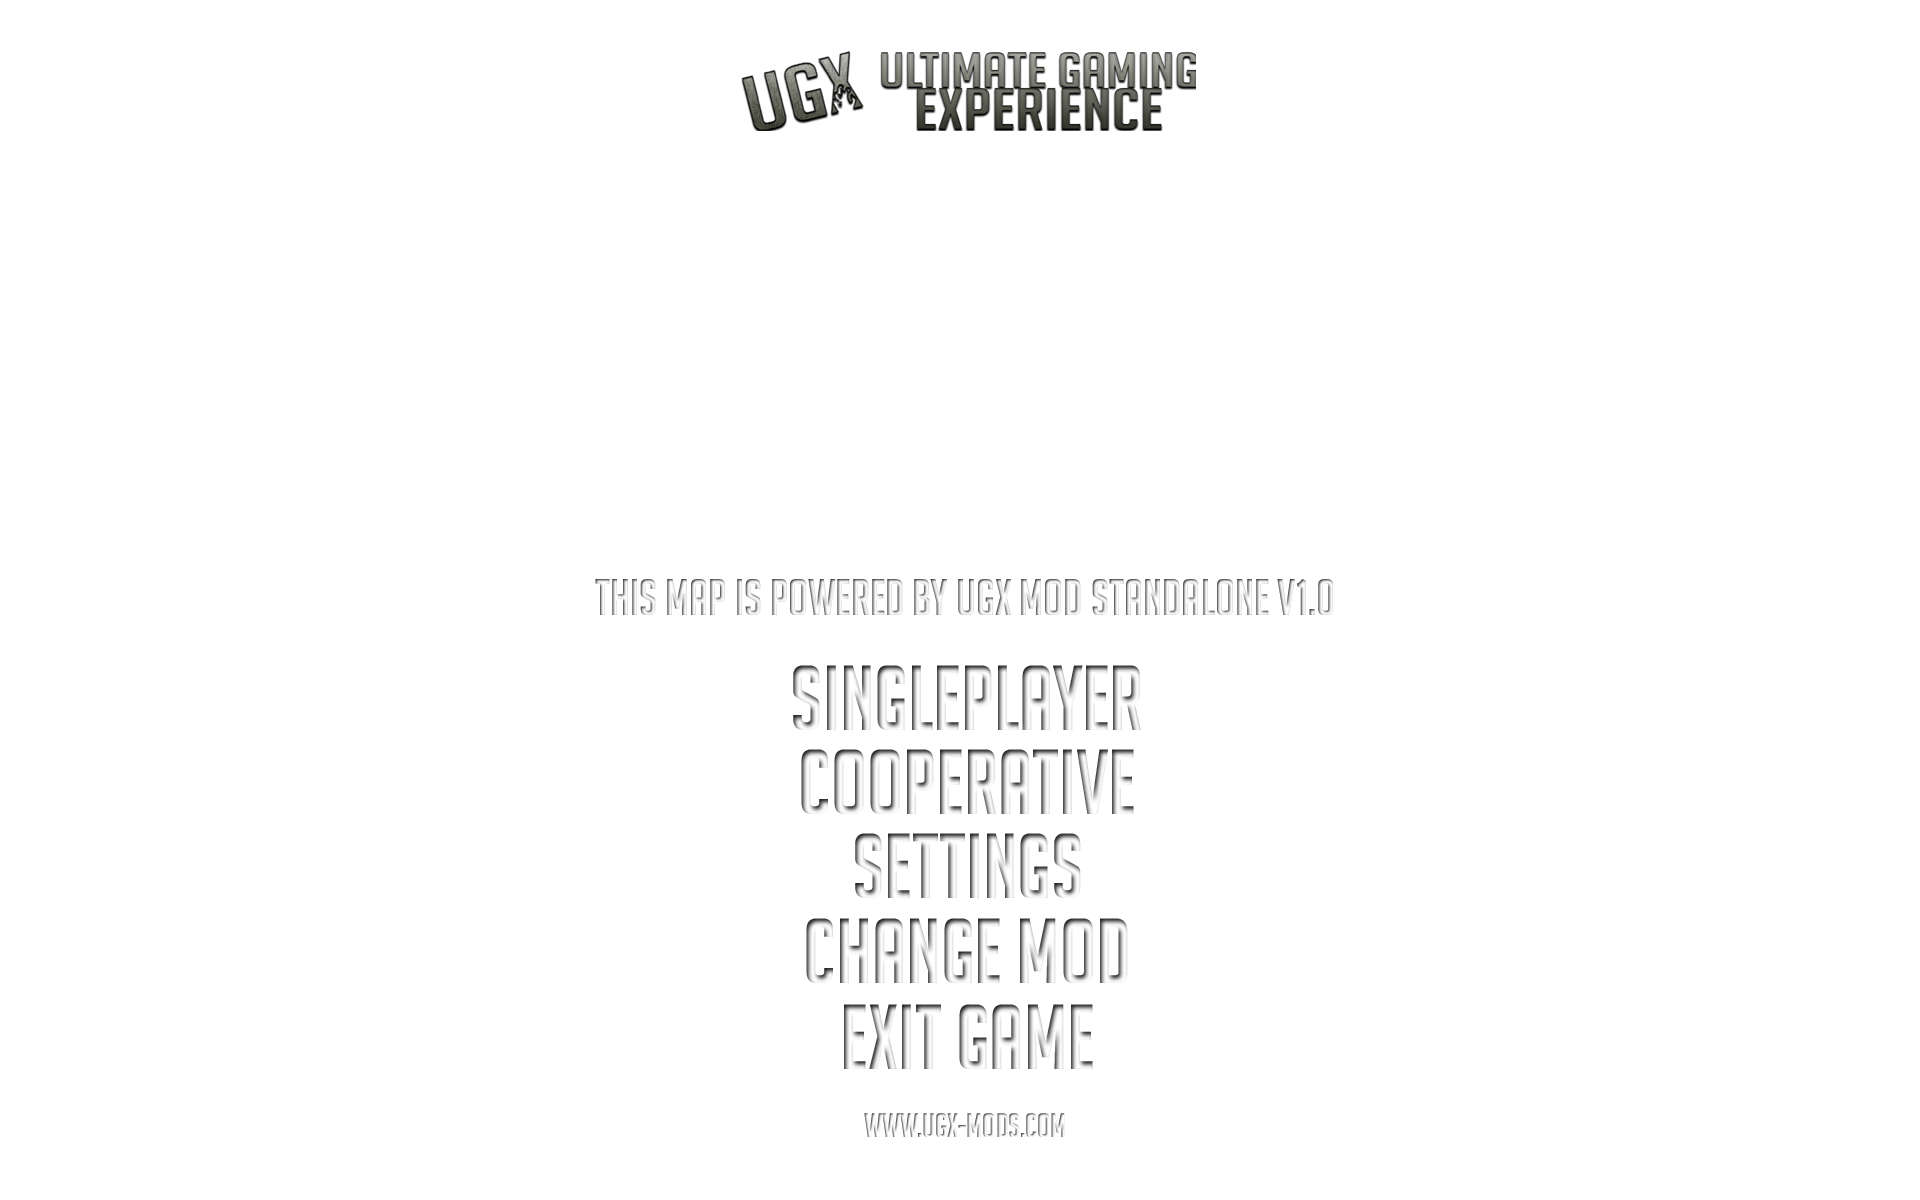 UGX ULTIMATE GAMING
EXPERIENCE
THIS MAP IS POWERED BY UGX MOD STANDALONE V1.0
SINGLEPLAYER
COOPERATIVE
SETTINGS
CHANGE MOD
EXIT GAME
WWW.UGX-MODS.COM